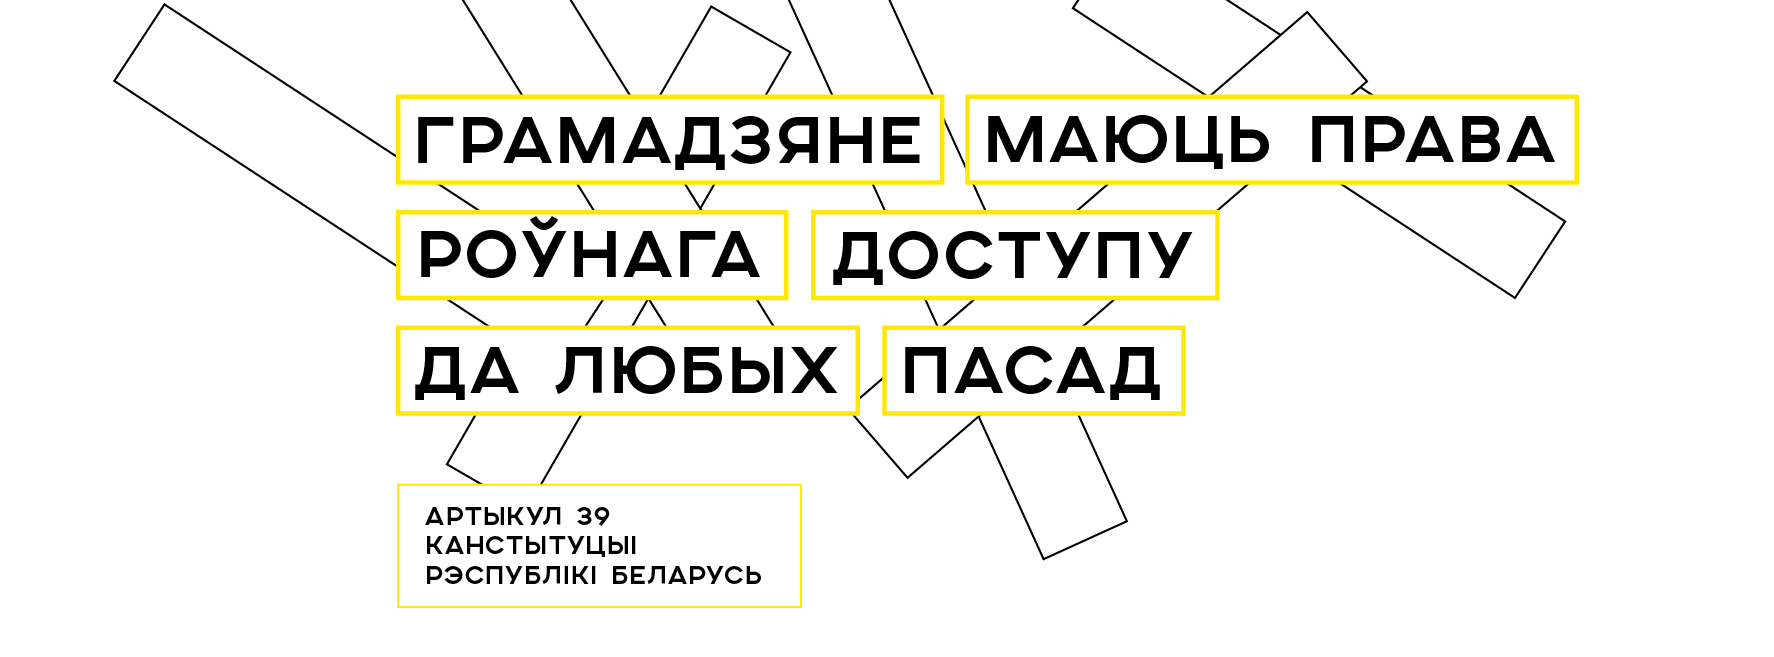 ГРАМАДЗЯНЕ МАЮЦЬ ПРАВА
РОЎНАГА ДОСТУПУ
ДА ЛЮБЫХ ПАСАД
АРТЫКУЛ 39
КАНСТЫТУЦЫІ
РЭСПУБЛІКІ БЕЛАРУСЬ